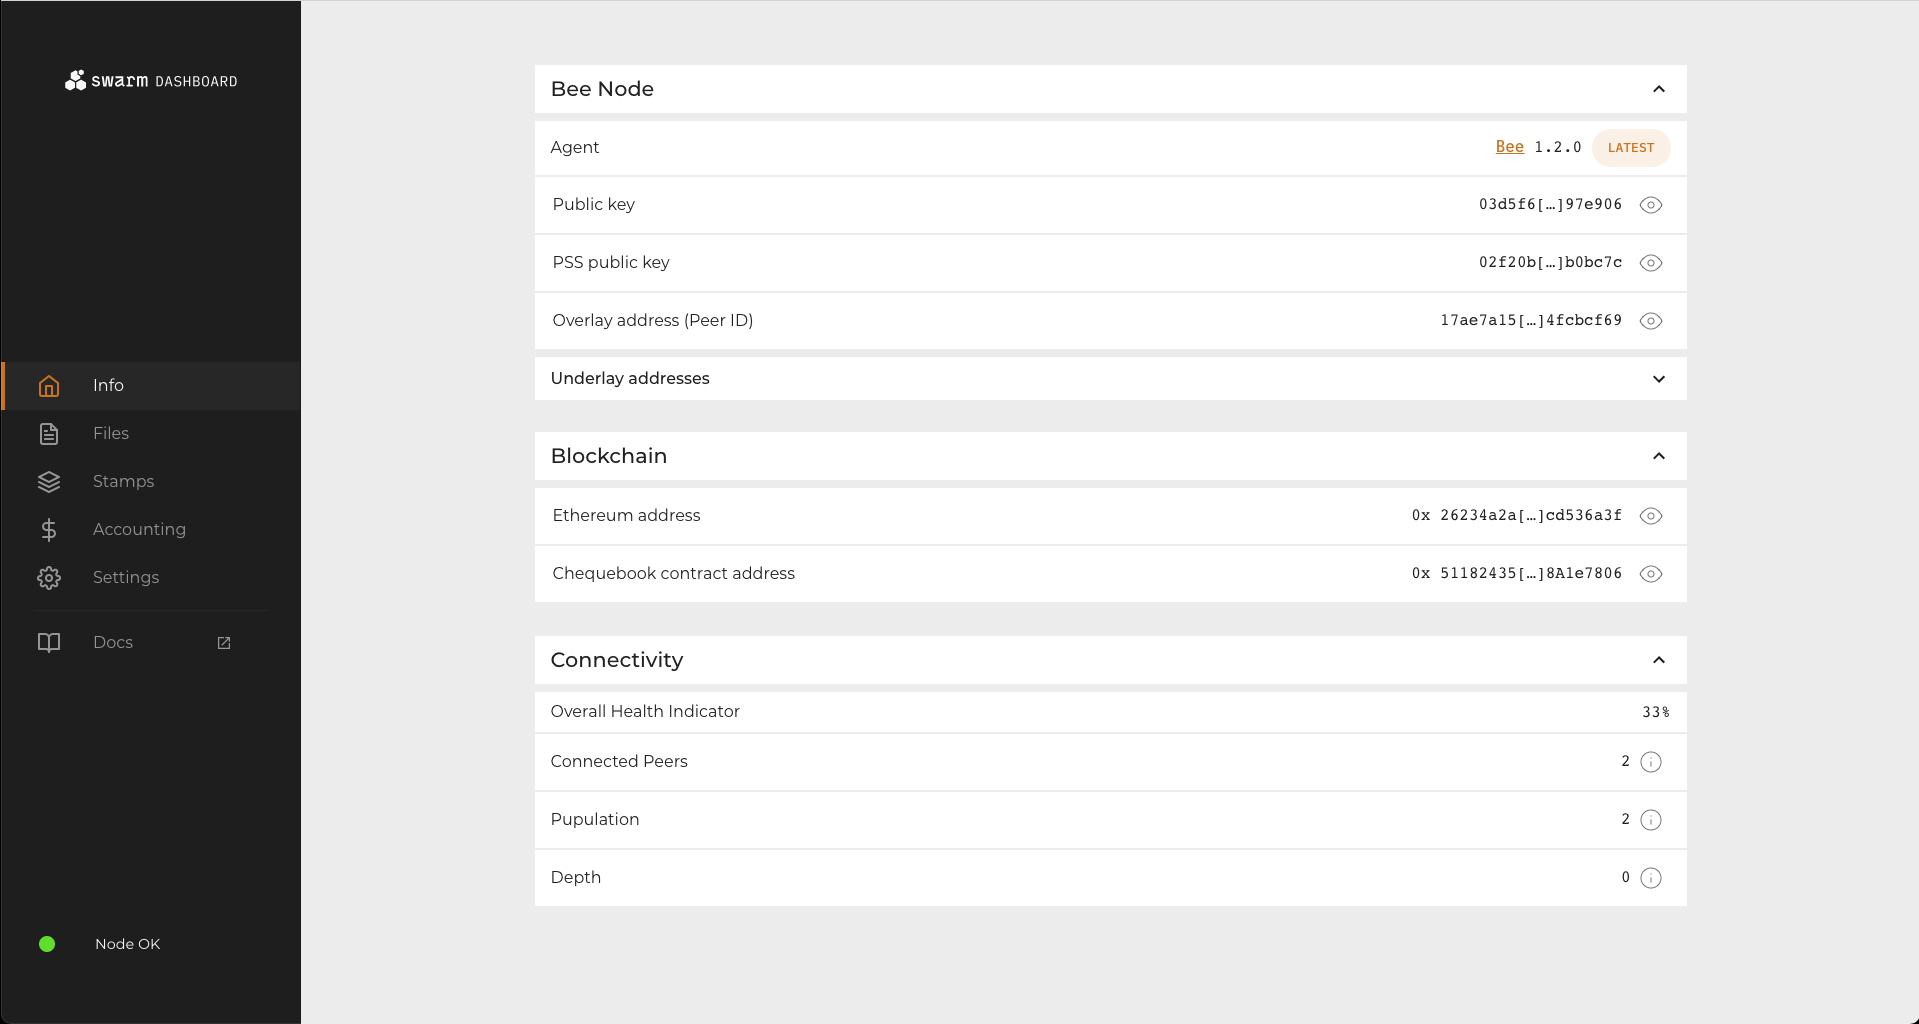 swarm DASHBOARD
Info
Files
Stamps
Accounting
Settings
Docs
Node OK
Bee Node
Agent Bee 1.2.0 LATEST
Public key 03d5f6[…]97e906
PSS public key 02f20b[…]b0bc7c
Overlay address (Peer ID) 17ae7a15[…]4fcbcf69
Underlay addresses
Blockchain
Ethereum address 0x 26234a2a[…]cd536a3f
Chequebook contract address 0x 51182435[…]8A1e7806
Connectivity
Overall Health Indicator 33%
Connected Peers 2
Pupulation 2
Depth 0